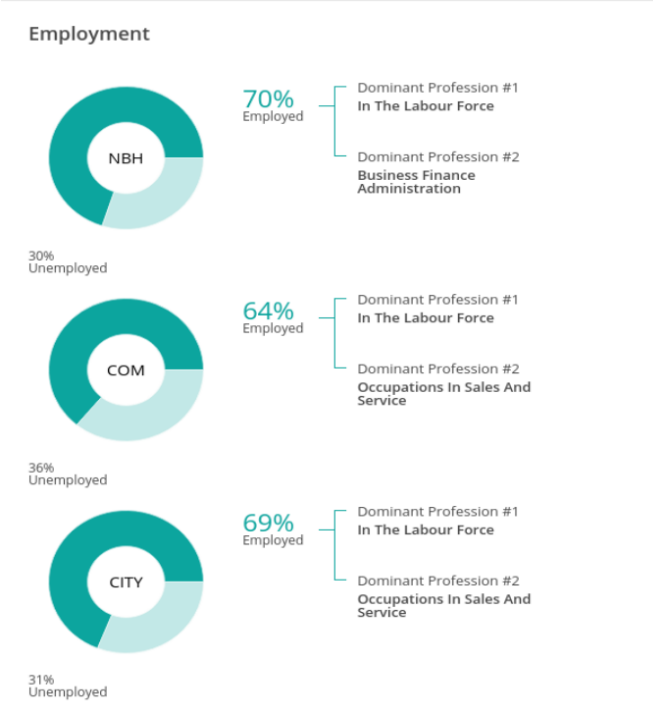 Employment
NBH
70%
Employed
Dominant Profession #1
In The Labour Force
Dominant Profession #2
Business Finance
Administration
30%
Unemployed
COM
64%
Employed
Dominant Profession #1
In The Labour Force
Dominant Profession #2
Occupations In Sales And
Service
36%
Unemployed
CITY
69%
Employed
Dominant Profession #1
In The Labour Force
Dominant Profession #2
Occupations In Sales And
Service
31%
Unemployed